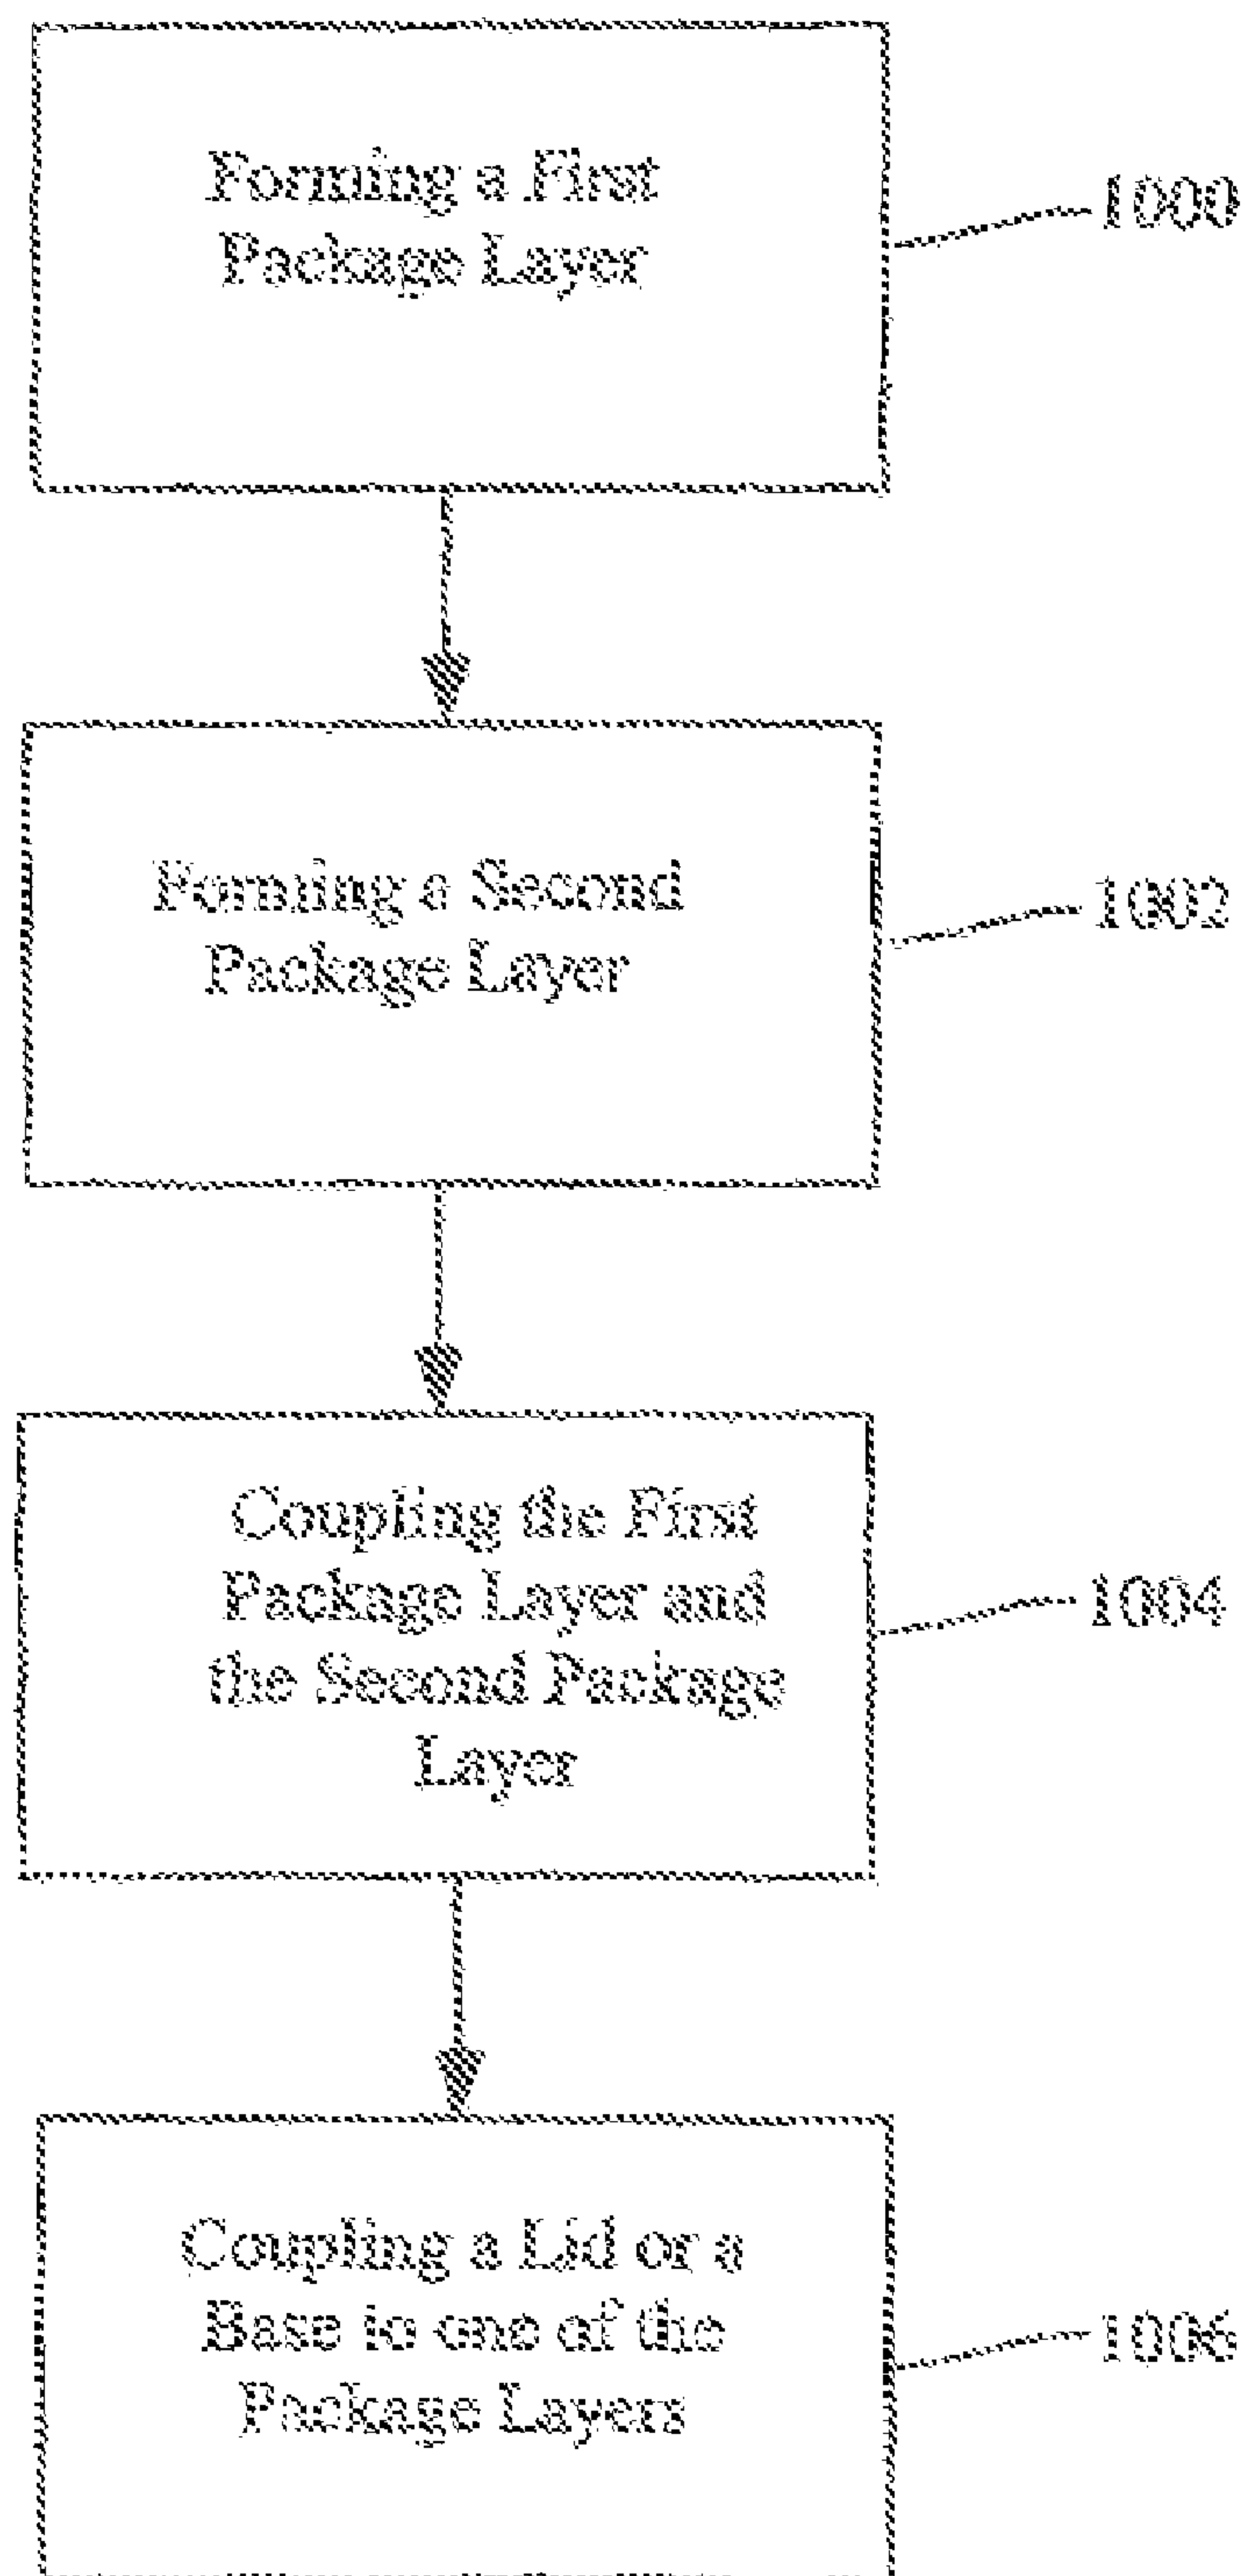 Forming a First
Package Layer
1000
Forming a Second
Package Layer
1002
Coupling the First
Package Layer and
the Second Package
Layer
1004
Coupling a Lid or a
Base to one of the
Package Layers
1006